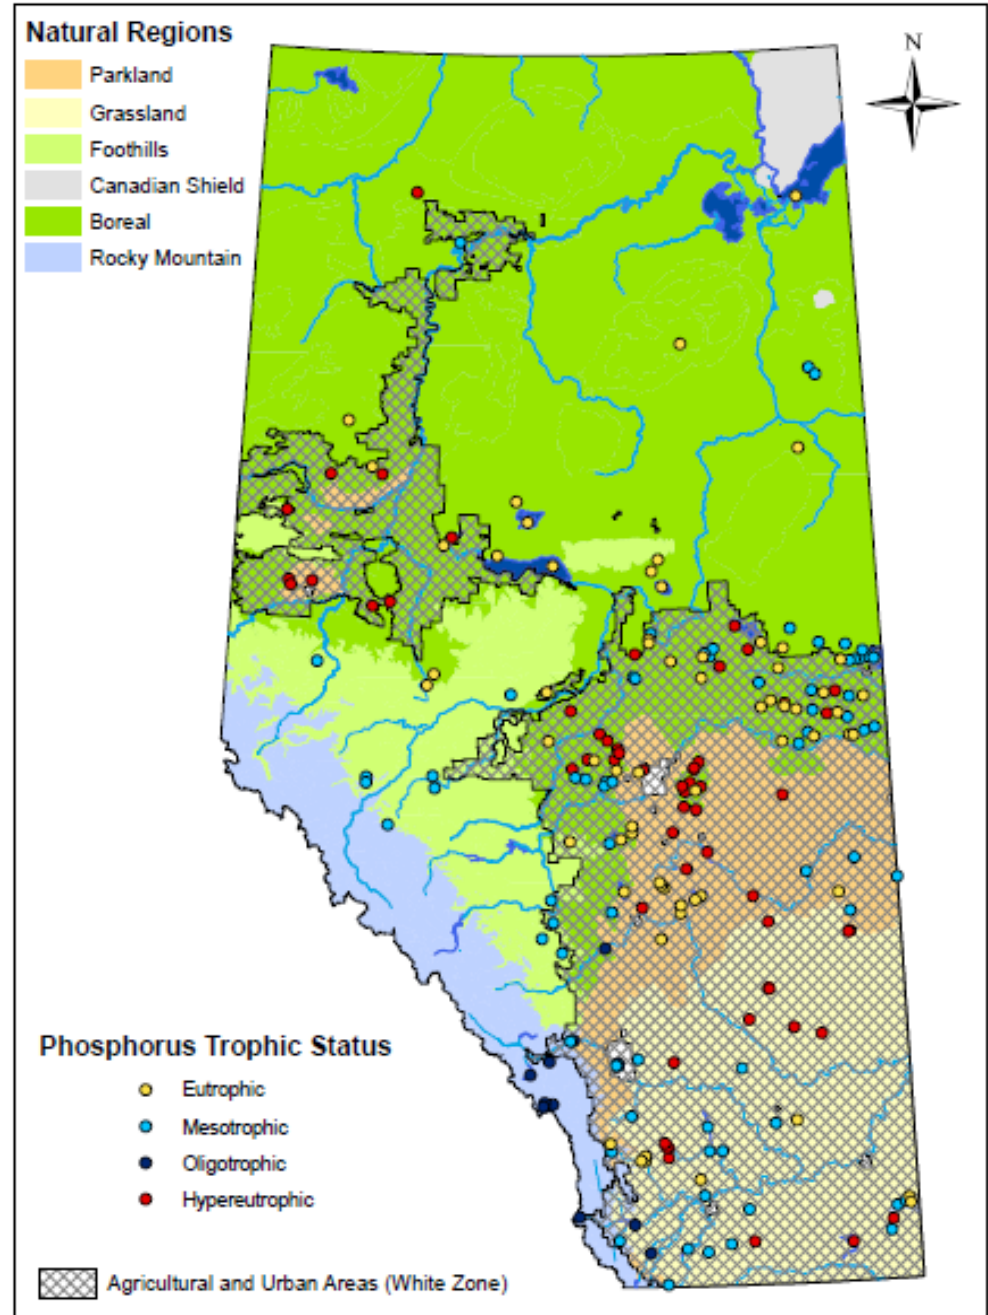 Natural Regions
Parkland
Grassland
Foothills
Canadian Shield
Boreal
Rocky Mountain
N
Phosphorus Trophic Status
Eutrophic
Mesotrophic
Oligotrophic
Hypereutrophic
Agricultural and Urban Areas (White Zone)